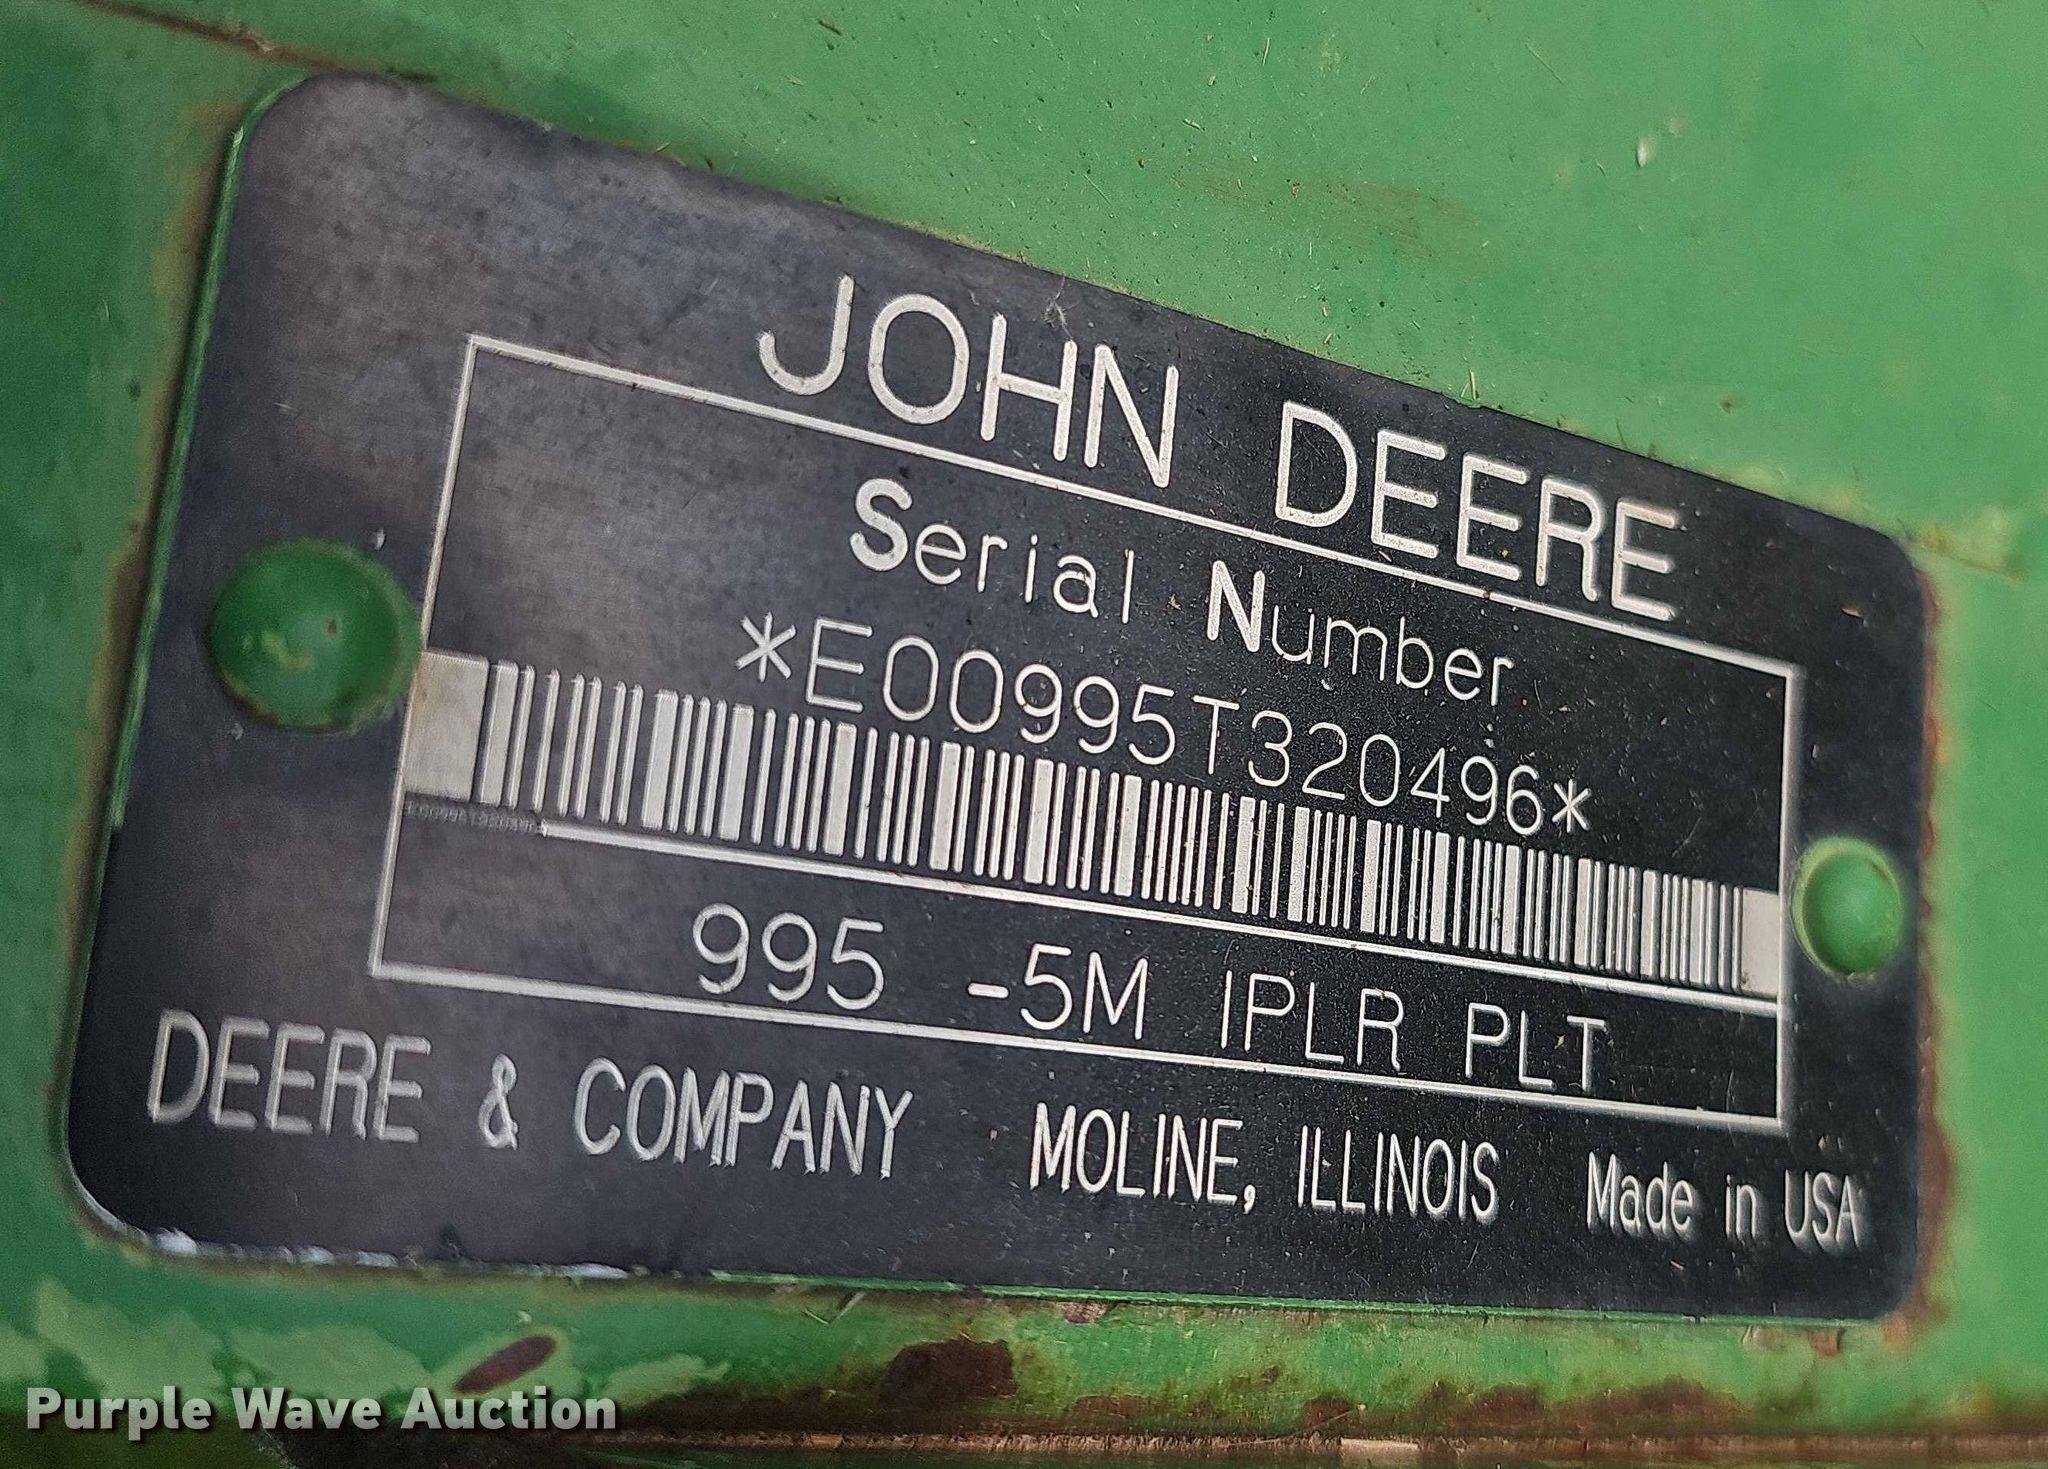 JOHN DEERE
Serial Number
*E00995T320496*
995 -5M IPLR PLT
DEERE & COMPANY MOLINE, ILLINOIS Made in USA
Purple Wave Auction